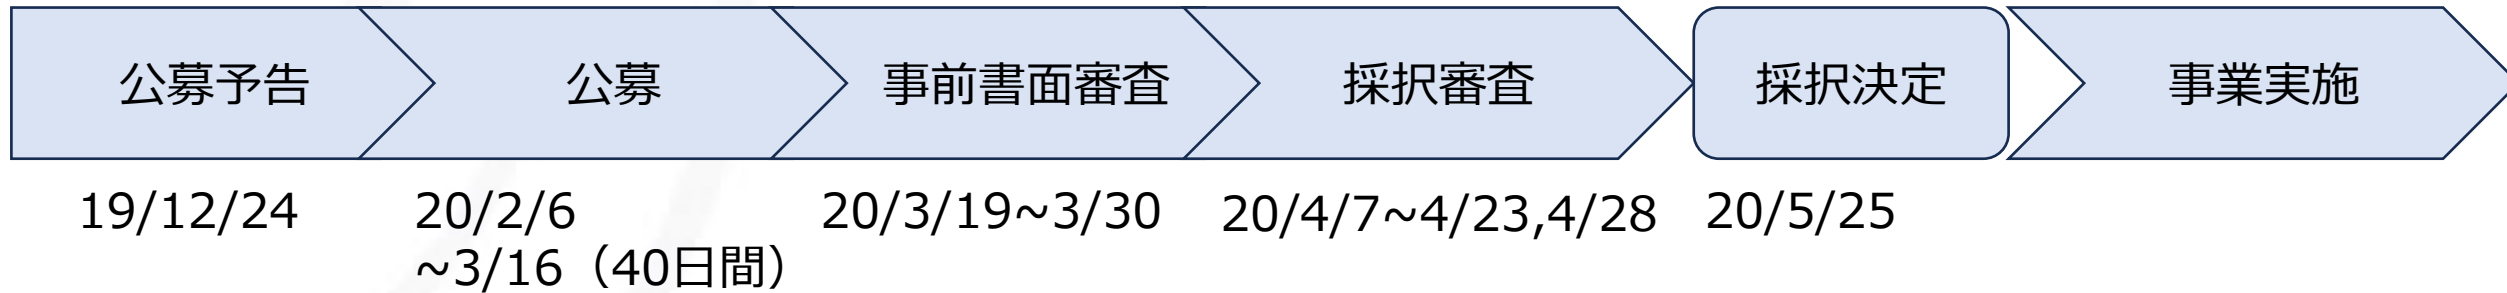 公募予告
公募
事前書面審査
採択審査
採択決定
事業実施
19/12/24
20/2/6
~3/16（40日間）
20/3/19~3/30
20/4/7~4/23,4/28
20/5/25